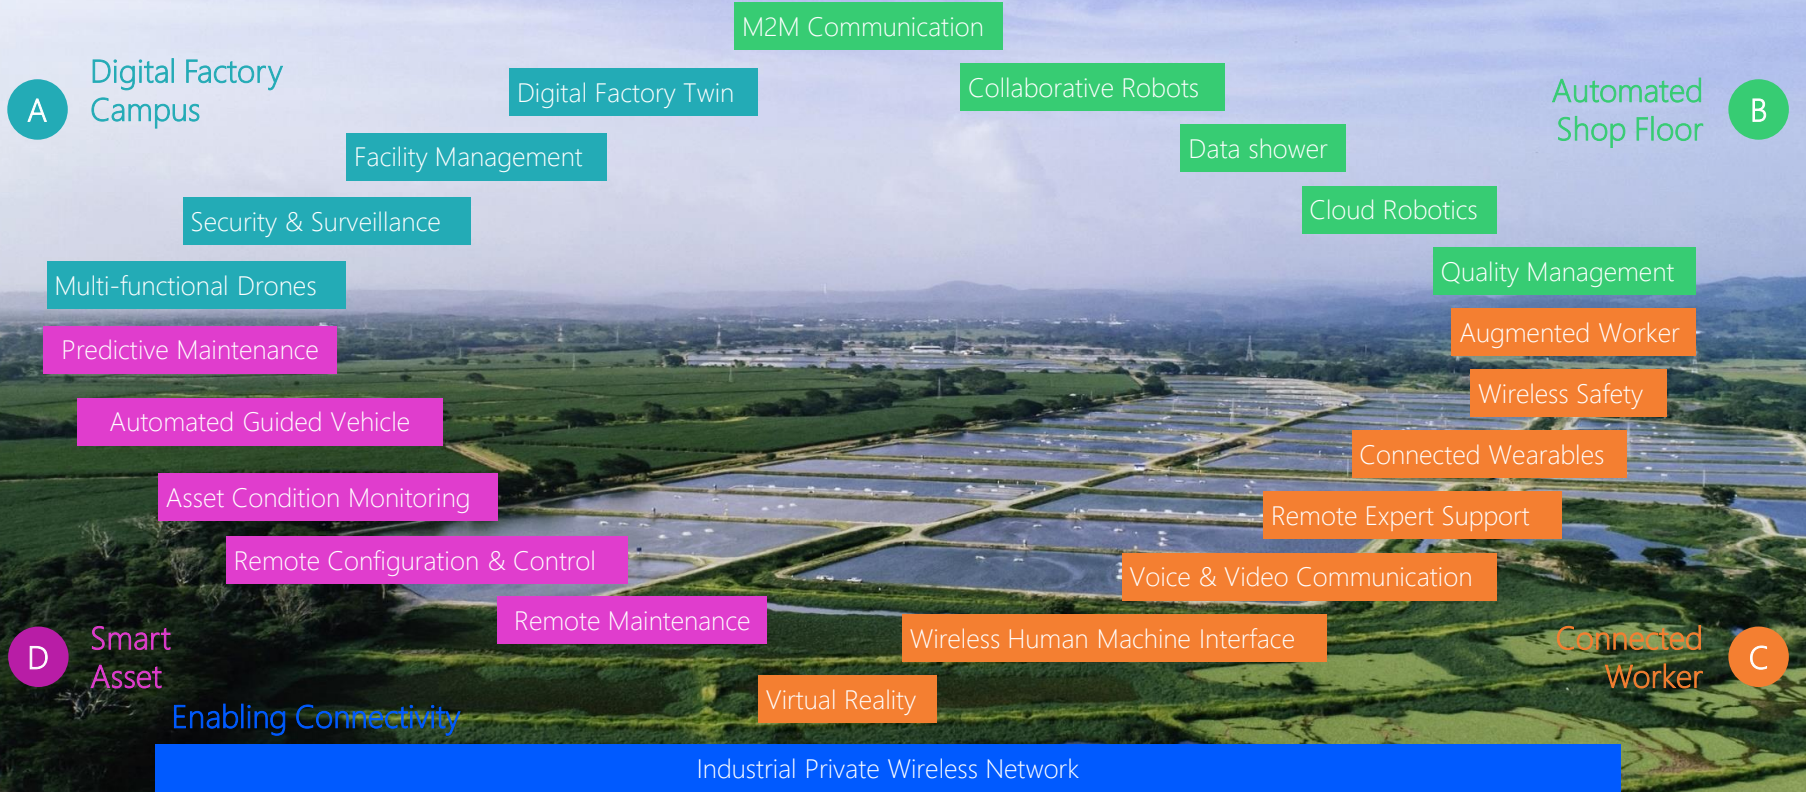 M2M Communication
Digital Factory
Campus
A
Digital Factory Twin
Collaborative Robots
Automated
Shop Floor
B
Facility Management
Data shower
Security & Surveillance
Cloud Robotics
Multi-functional Drones
Quality Management
Predictive Maintenance
Augmented Worker
Automated Guided Vehicle
Wireless Safety
Asset Condition Monitoring
Connected Wearables
Remote Configuration & Control
Remote Expert Support
Remote Maintenance
Voice & Video Communication
Wireless Human Machine Interface
D
Smart
Asset
Connected
Worker
C
Virtual Reality
Enabling Connectivity
Industrial Private Wireless Network